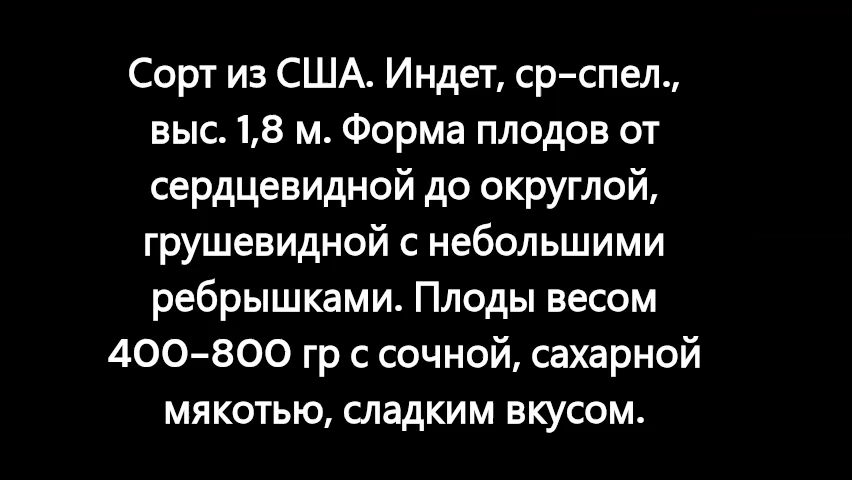 Сорт из США. Индет, ср-спел.,
выс. 1,8 м. Форма плодов от
сердцевидной до округлой,
грушевидной с небольшими
ребрышками. Плоды весом
400-800 гр с сочной, сахарной
мякотью, сладким вкусом.